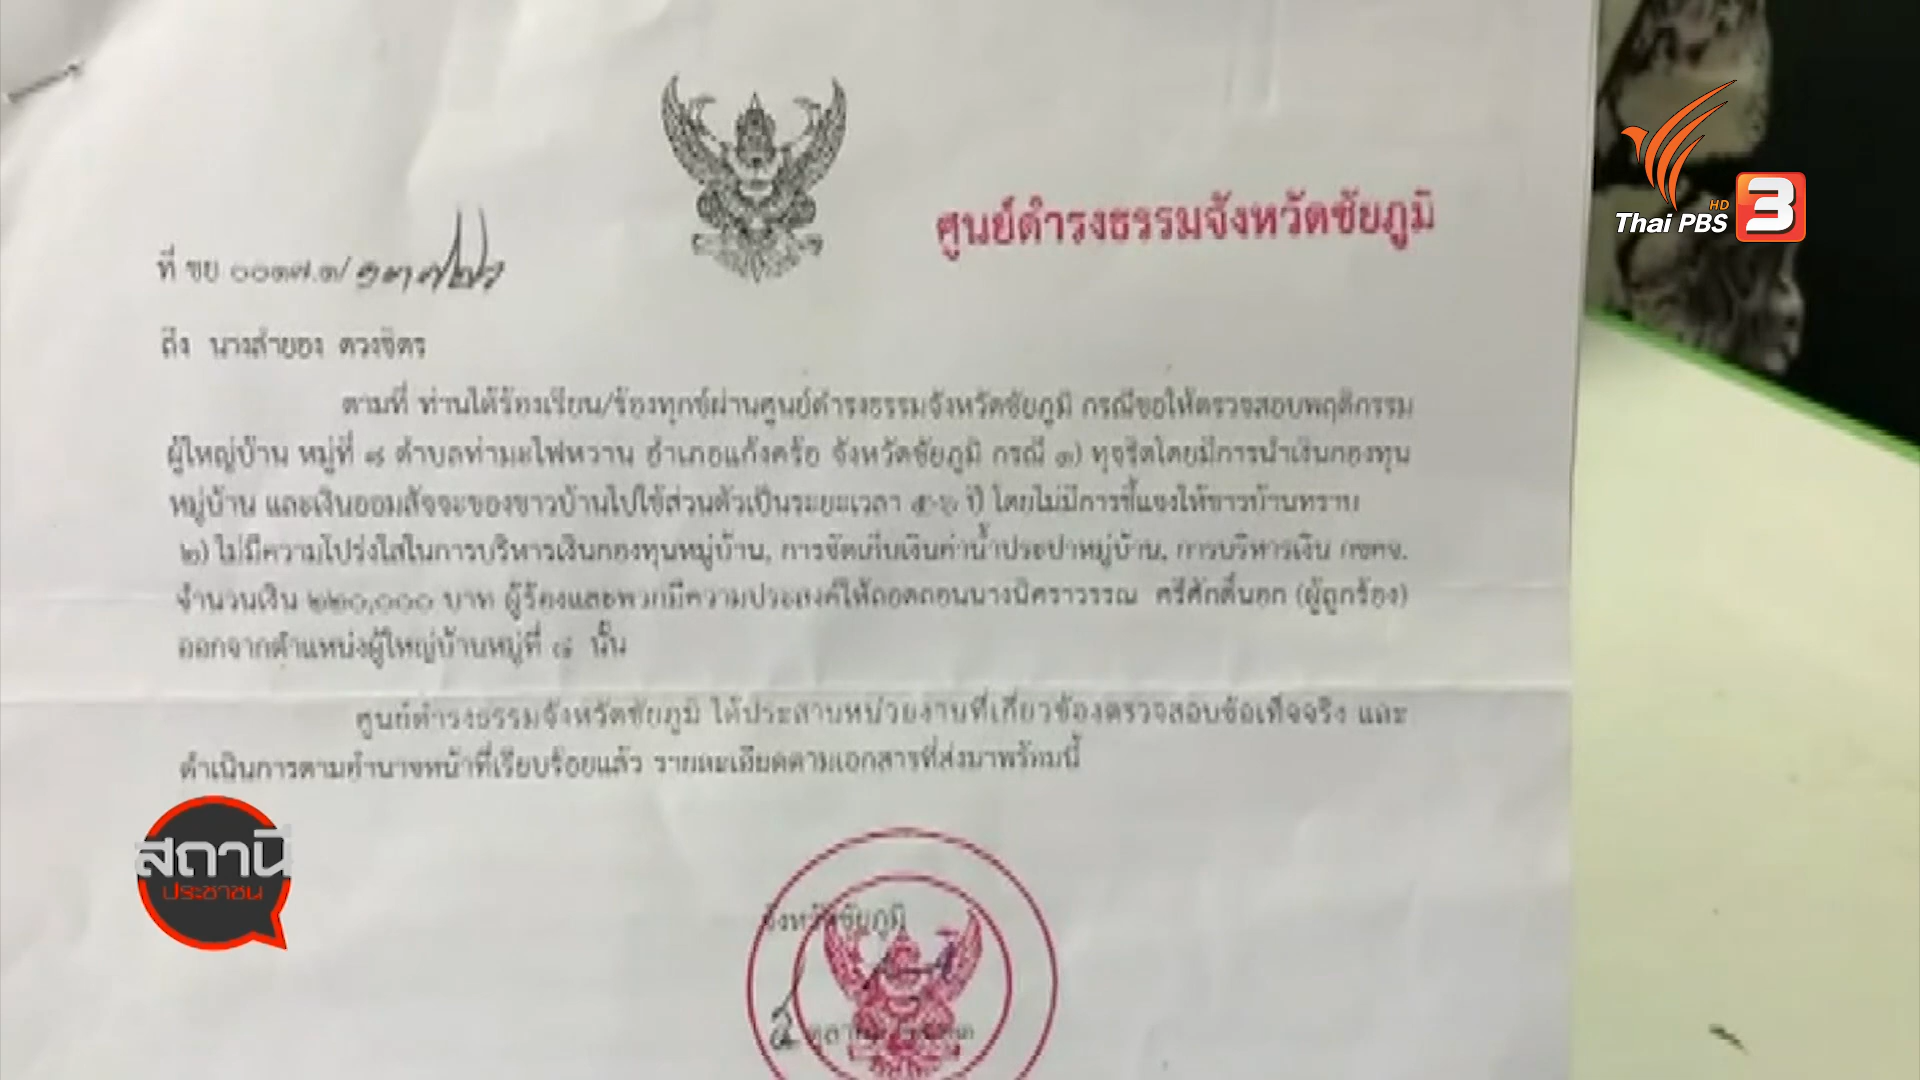 HD
Thai PBS 3
ศูนย์ดำรงธรรมจังหวัดชัยภูมิ
ที่ ชย ๐๐๑๗.๑/
ถึง นางลำยอง ดวงจิตร
ตามที่ ท่านได้ร้องเรียน/ร้องทุกข์ผ่านศูนย์ดำรงธรรมจังหวัดชัยภูมิ กรณีขอให้ตรวจสอบพฤติกรรม
ผู้ใหญ่บ้าน หมู่ที่ ๘ ตำบลท่ามะไฟหวาน อำเภอแก้งคร้อ จังหวัดชัยภูมิ กรณี ๑) ทุจริตโดยมีการนำเงินกองทุน
หมู่บ้าน และเงินออมสัจจะของชาวบ้านไปใช้ส่วนตัวเป็นระยะเวลา ๕-๖ ปี โดยไม่มีการชี้แจงให้ชาวบ้านทราบ
๒) ไม่มีความโปร่งใสในการบริหารเงินกองทุนหมู่บ้าน, การจัดเก็บเงินค่าน้ำประปาหมู่บ้าน, การบริหารเงิน กขคจ.
จำนวนเงิน ๒๒๐,๐๐๐ บาท ผู้ร้องและพวกมีความประสงค์ให้ถอดถอนนางนิศราวรรณ ศรีศักดิ์นอก (ผู้ถูกร้อง)
ออกจากตำแหน่งผู้ใหญ่บ้านหมู่ที่ ๘ นั้น
ศูนย์ดำรงธรรมจังหวัดชัยภูมิ ได้ประสานหน่วยงานที่เกี่ยวข้องตรวจสอบข้อเท็จจริง และ
ดำเนินการตามอำนาจหน้าที่เรียบร้อยแล้ว รายละเอียดตามเอกสารที่ส่งมาพร้อมนี้
สถานี
ประชาชน
จังหวัดชัยภูมิ